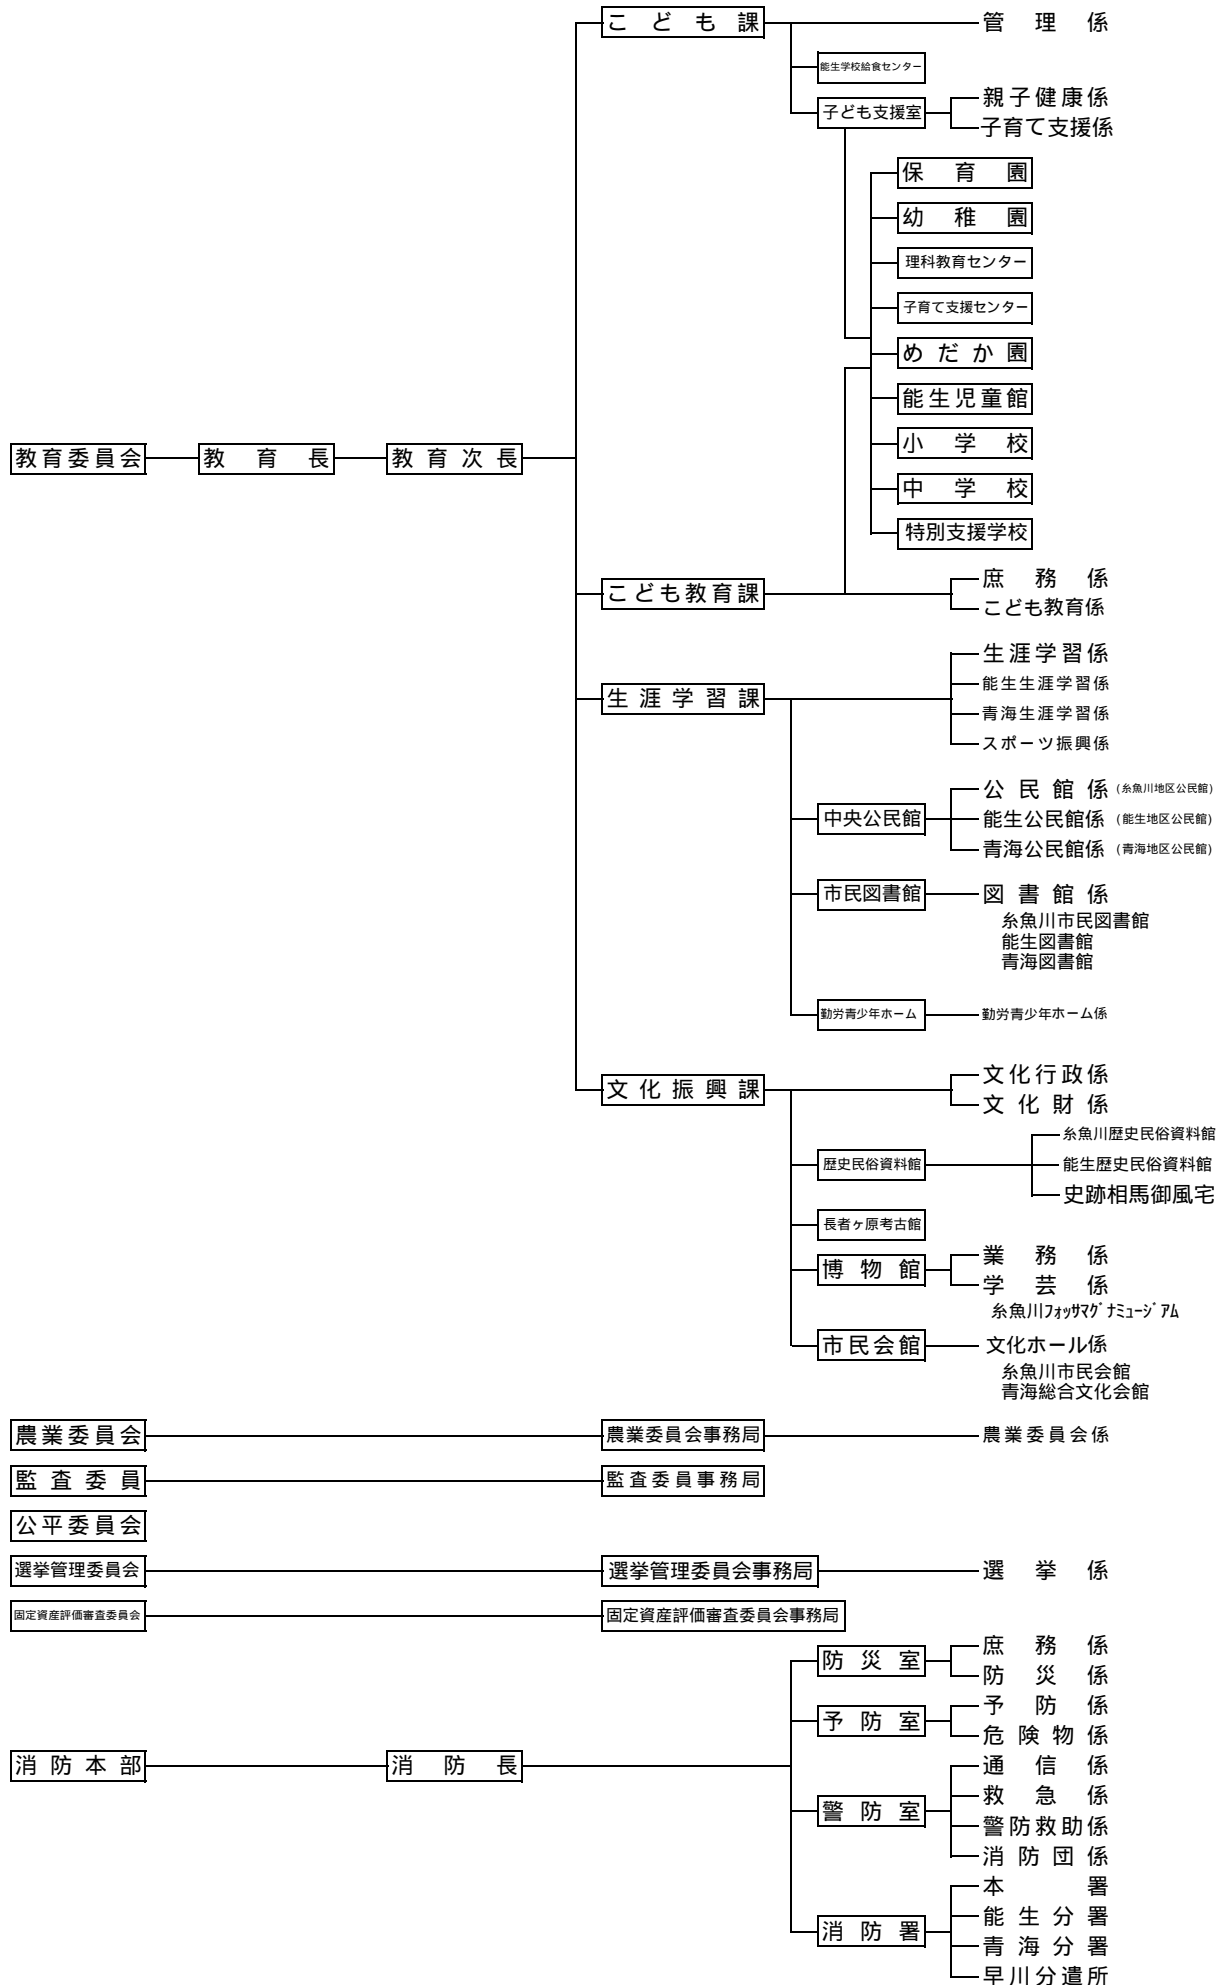 こども課 管理係
能生学校給食センター
子ども支援室 親子健康係
子育て支援係
保育園
幼稚園
理科教育センター
子育て支援センター
めだか園
能生児童館
小学校
教育委員会 教育長 教育次長
中学校
特別支援学校
こども教育課 庶務係
こども教育係
生涯学習係
能生生涯学習係
生涯学習課
青海生涯学習係
スポーツ振興係
公民館係 (糸魚川地区公民館)
中央公民館 能生公民館係 (能生地区公民館)
青海公民館係 (青海地区公民館)
市民図書館 図書館係
糸魚川市民図書館
能生図書館
青海図書館
勤労青少年ホーム 勤労青少年ホーム係
文化振興課 文化行政係
文化財係
糸魚川歴史民俗資料館
歴史民俗資料館 能生歴史民俗資料館
史跡相馬御風宅
長者ヶ原考古館
博物館 業務係
学芸係
糸魚川ﾌｫｯｻﾏｸﾞﾅﾐｭｰｼﾞｱﾑ
市民会館 文化ホール係
糸魚川市民会館
青海総合文化会館
農業委員会 農業委員会事務局 農業委員会係
監査委員 監査委員事務局
公平委員会
選挙管理委員会 選挙管理委員会事務局 選挙係
固定資産評価審査委員会 固定資産評価審査委員会事務局
防災室 庶務係
防災係
予防室 予防係
危険物係
消防本部 消防長 通信係
救急係
警防室 警防救助係
消防団係
本署
消防署 能生分署
青海分署
早川分遣所